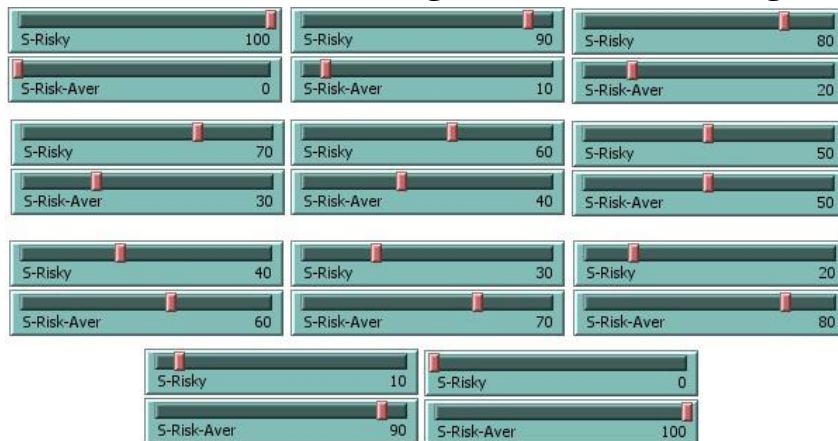 S-Risky 100
S-Risk-Aver 0
S-Risky 90
S-Risk-Aver 10
S-Risky 80
S-Risk-Aver 20
S-Risky 70
S-Risk-Aver 30
S-Risky 60
S-Risk-Aver 40
S-Risky 50
S-Risk-Aver 50
S-Risky 40
S-Risk-Aver 60
S-Risky 30
S-Risk-Aver 70
S-Risky 20
S-Risk-Aver 80
S-Risky 10
S-Risk-Aver 90
S-Risky 0
S-Risk-Aver 100